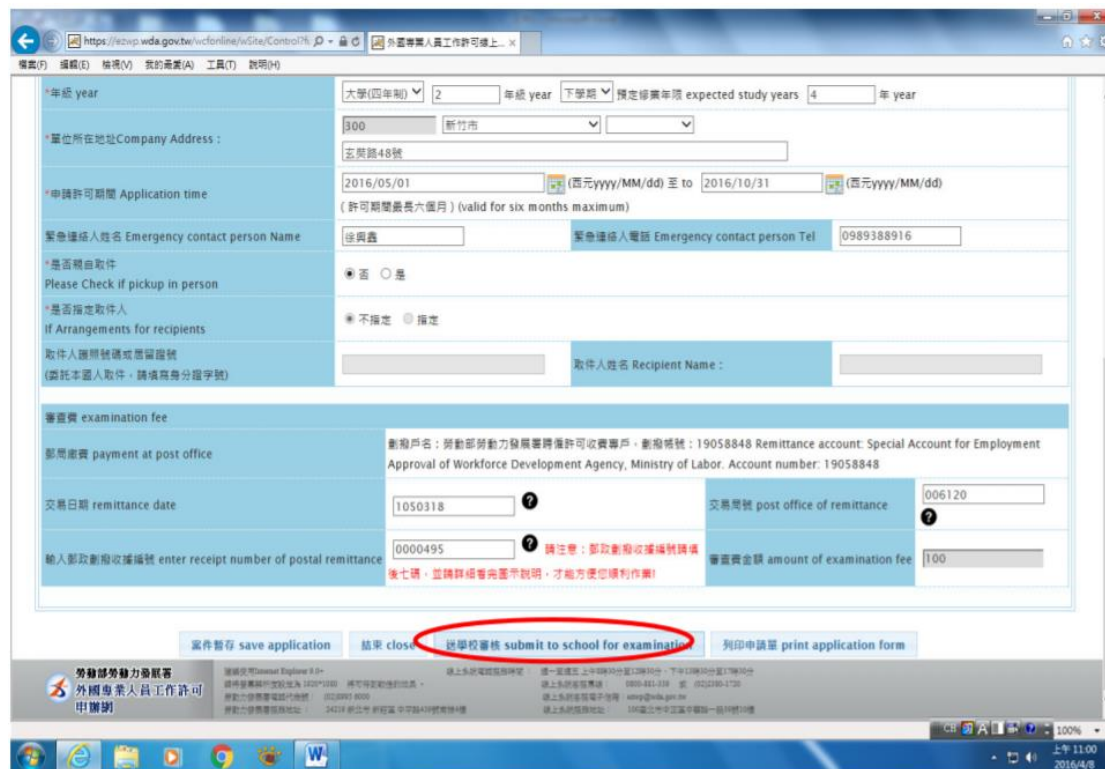 https://ezwp.wda.gov.tw/wcfonline/wSite/Control?f
外國專業人員工作許可線上... ×
檔案(F) 編輯(E) 檢視(V) 我的最愛(A) 工具(T) 說明(H)
*年級 year 大學(四年制) 2 年級 year 下學期 預定修業年限 expected study years 4 年 year
*單位所在地址Company Address : 300 新竹市
玄奘路48號
*申請許可期間 Application time 2016/05/01 (西元yyyy/MM/dd) 至 to 2016/10/31 (西元yyyy/MM/dd)
( 許可期間最長六個月 ) (valid for six months maximum)
緊急連絡人姓名 Emergency contact person Name 徐興鑫 緊急連絡人電話 Emergency contact person Tel 0989388916
*是否親自取件
Please Check if pickup in person 否 是
*是否指定取件人
If Arrangements for recipients 不指定 指定
取件人護照號碼或居留證號
(委託本國人取件，請填寫身分證字號) 取件人姓名 Recipient Name :
審查費 examination fee
郵局繳費 payment at post office 劃撥戶名：勞動部勞動力發展署聘僱許可收費專戶，劃撥帳號：19058848 Remittance account: Special Account for Employment
Approval of Workforce Development Agency, Ministry of Labor. Account number: 19058848
交易日期 remittance date 1050318 ? 交易局號 post office of remittance 006120 ?
輸入郵政劃撥收據編號 enter receipt number of postal remittance 0000495 ? 請注意：郵政劃撥收據編號請填
後七碼，並請詳細看完圖示說明，才能方便您順利作業! 審查費金額 amount of examination fee 100
案件暫存 save application 結束 close 送學校審核 submit to school for examination 列印申請單 print application form
勞動部勞動力發展署
外國專業人員工作許可
申辦網
CH 100%
上午 11:00
2016/4/8